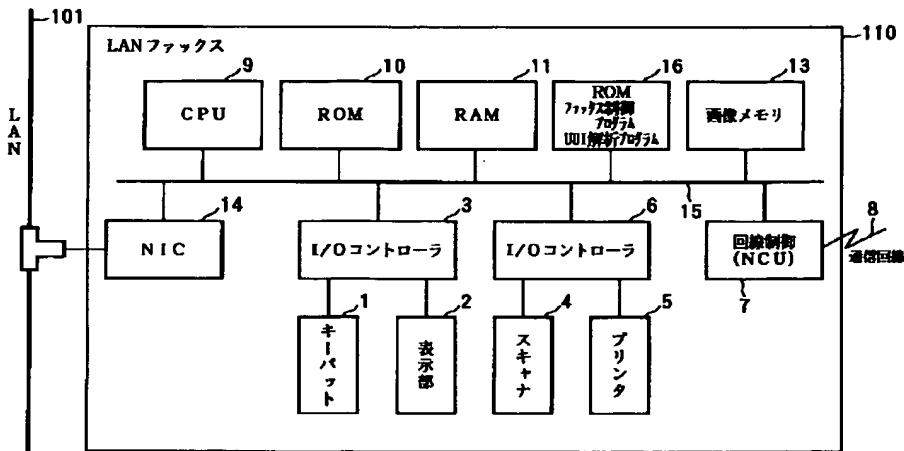 101
110
LANファックス
LAN
9
CPU
10
ROM
11
RAM
16
ROM
ファックス制御
プログラム
UUI解析プログラム
13
画像メモリ
15
14
NIC
3
I/Oコントローラ
6
I/Oコントローラ
回線制御
(NCU)
7
8
通信回線
1
キーパット
2
表示部
4
スキャナ
5
プリンタ